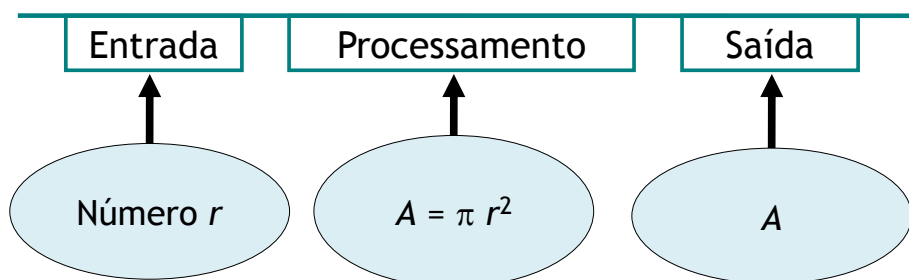 Entrada
Processamento
Saída
Número r
A = π r²
A